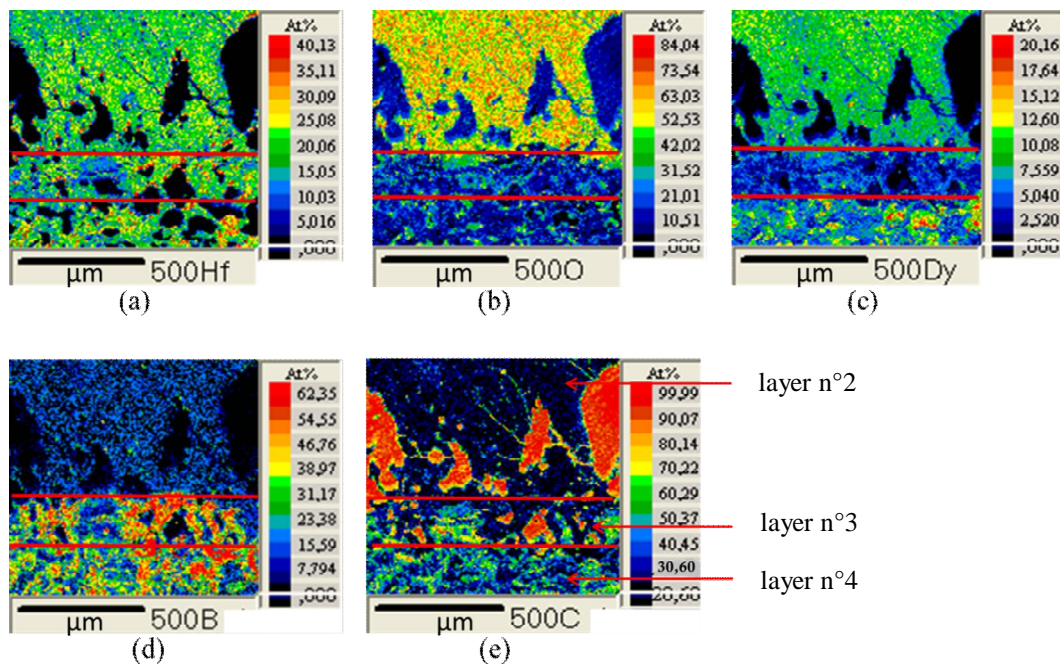 At%
40,13
35,11
30,09
25,08
20,06
15,05
10,03
5,016
,000
μm 500Hf
(a)
At%
84,04
73,54
63,03
52,53
42,02
31,52
21,01
10,51
,000
μm 500O
(b)
At%
20,16
17,64
15,12
12,60
10,08
7,559
5,040
2,520
,000
μm 500Dy
(c)
At%
62,35
54,55
46,76
38,97
31,17
23,38
15,59
7,794
,000
μm 500B
(d)
At%
99,99
90,07
80,14
70,22
60,29
50,37
40,45
30,60
20,60
μm 500C
(e)
layer n°2
layer n°3
layer n°4